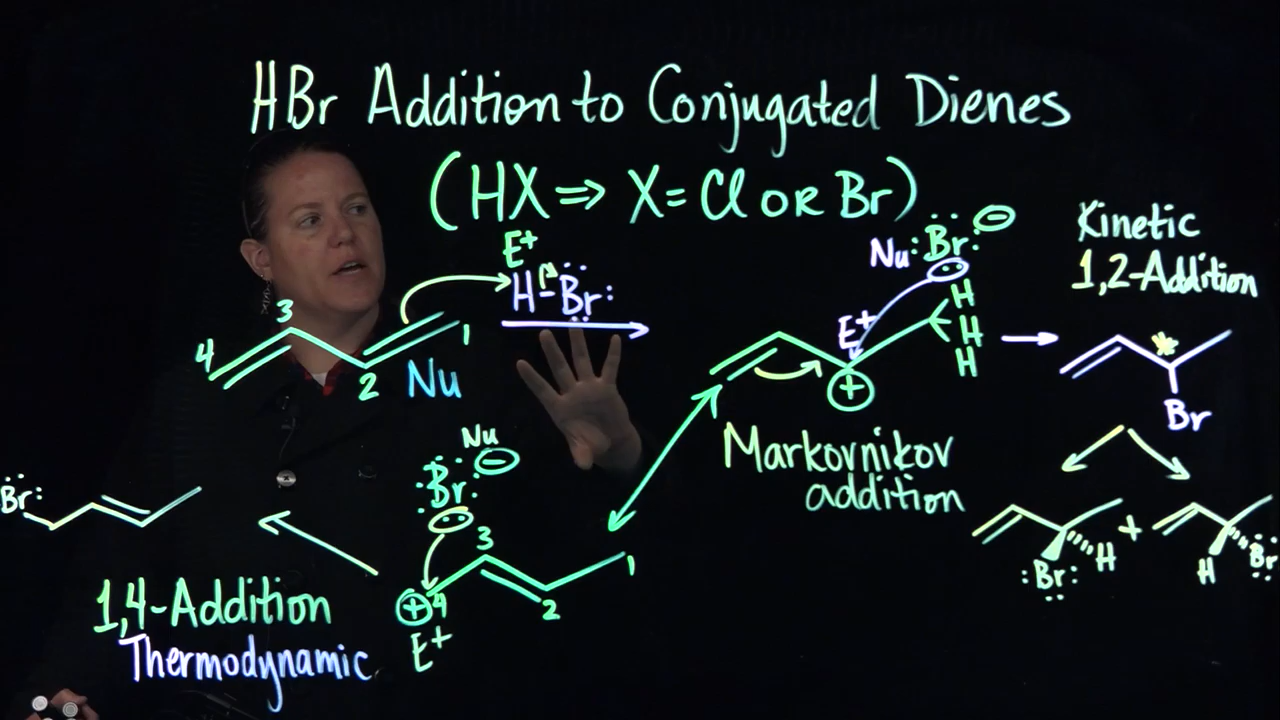 HBr Addition to Conjugated Dienes
(HX ⇒ X = Cl OR Br)
E+
H-Br:
4
3
2
1
Nu
Nu :Br: ⊖
E+
H
H
H
+
Markovnikov
addition
Kinetic
1,2-Addition
*
Br
:Br: H
+
H Br:
Nu
:Br: ⊖
+
4
3
2
1
E+
Br:
1,4-Addition
Thermodynamic